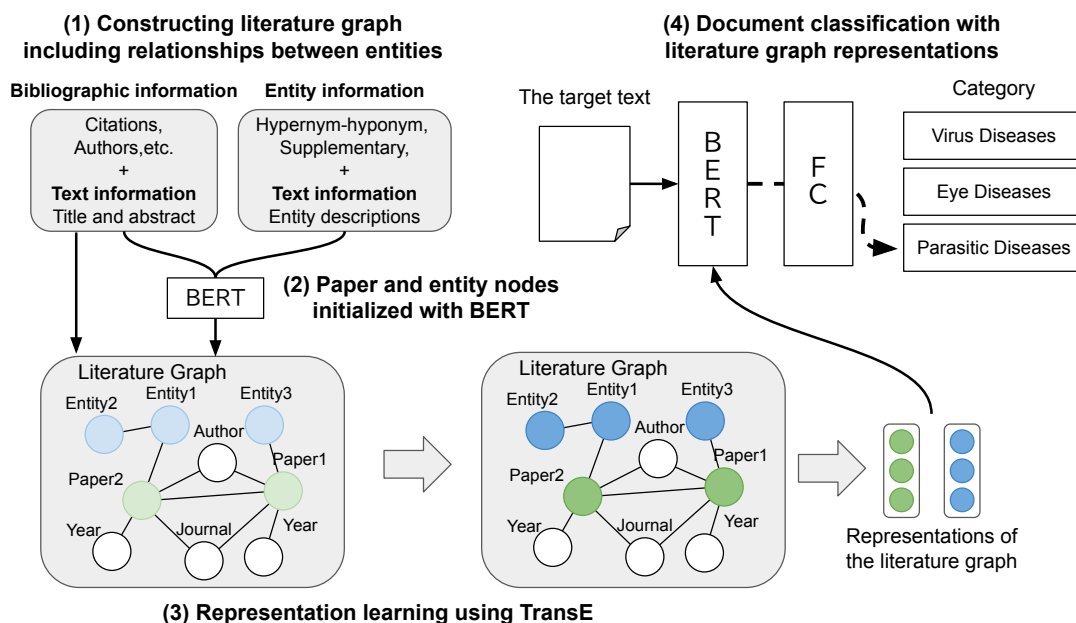 (1) Constructing literature graph
including relationships between entities
Bibliographic information
Citations,
Authors,etc.
+
Text information
Title and abstract
Entity information
Hypernym-hyponym,
Supplementary,
+
Text information
Entity descriptions
BERT
(2) Paper and entity nodes
initialized with BERT
Literature Graph
Entity2
Entity1
Entity3
Author
Paper2
Paper1
Year
Journal
Year
Literature Graph
Entity2
Entity1
Entity3
Author
Paper2
Paper1
Year
Journal
Year
(3) Representation learning using TransE
(4) Document classification with
literature graph representations
The target text
BERT
FC
Category
Virus Diseases
Eye Diseases
Parasitic Diseases
Representations of
the literature graph